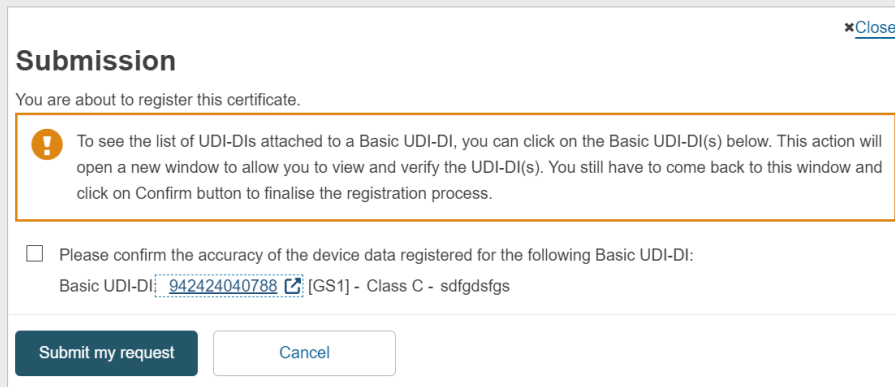 ✖Close
Submission
You are about to register this certificate.
To see the list of UDI-DIs attached to a Basic UDI-DI, you can click on the Basic UDI-DI(s) below. This action will
open a new window to allow you to view and verify the UDI-DI(s). You still have to come back to this window and
click on Confirm button to finalise the registration process.
Please confirm the accuracy of the device data registered for the following Basic UDI-DI:
Basic UDI-DI: 942424040788 [GS1] - Class C - sdfgdsfgs
Submit my request
Cancel